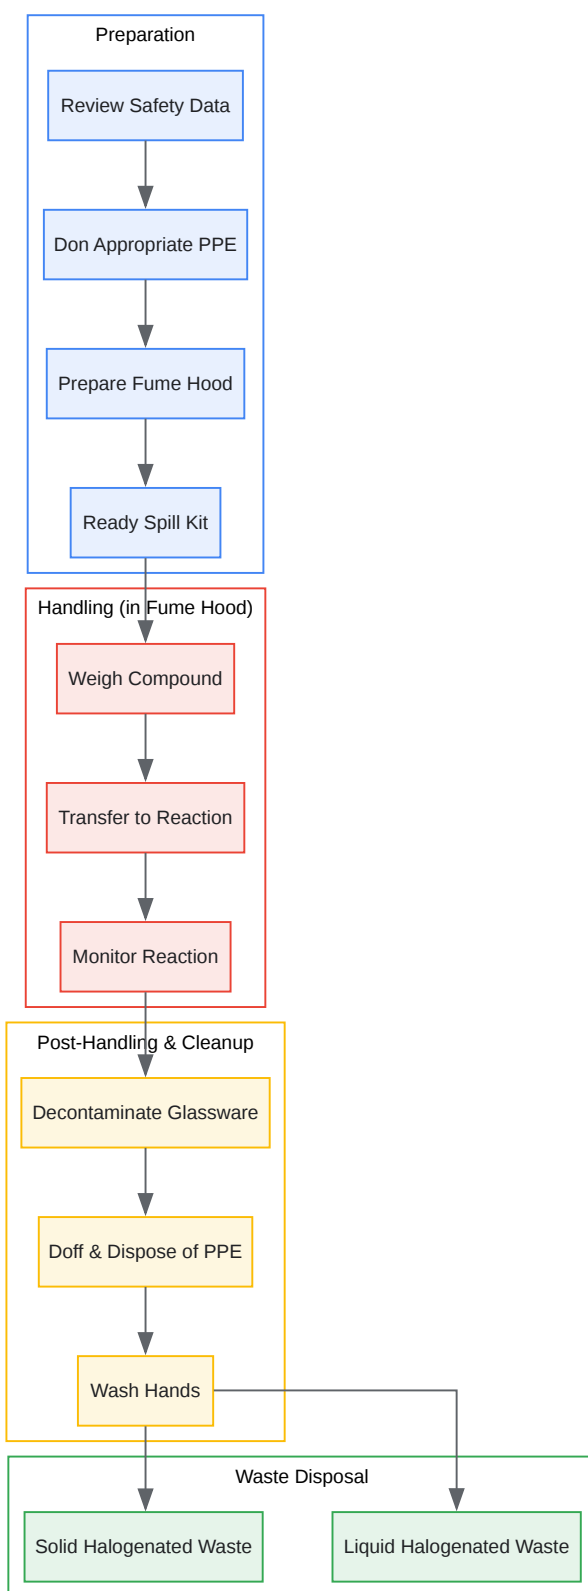 Preparation
Review Safety Data
Don Appropriate PPE
Prepare Fume Hood
Ready Spill Kit
Handling (in Fume Hood)
Weigh Compound
Transfer to Reaction
Monitor Reaction
Post-Handling & Cleanup
Decontaminate Glassware
Doff & Dispose of PPE
Wash Hands
Waste Disposal
Solid Halogenated Waste
Liquid Halogenated Waste